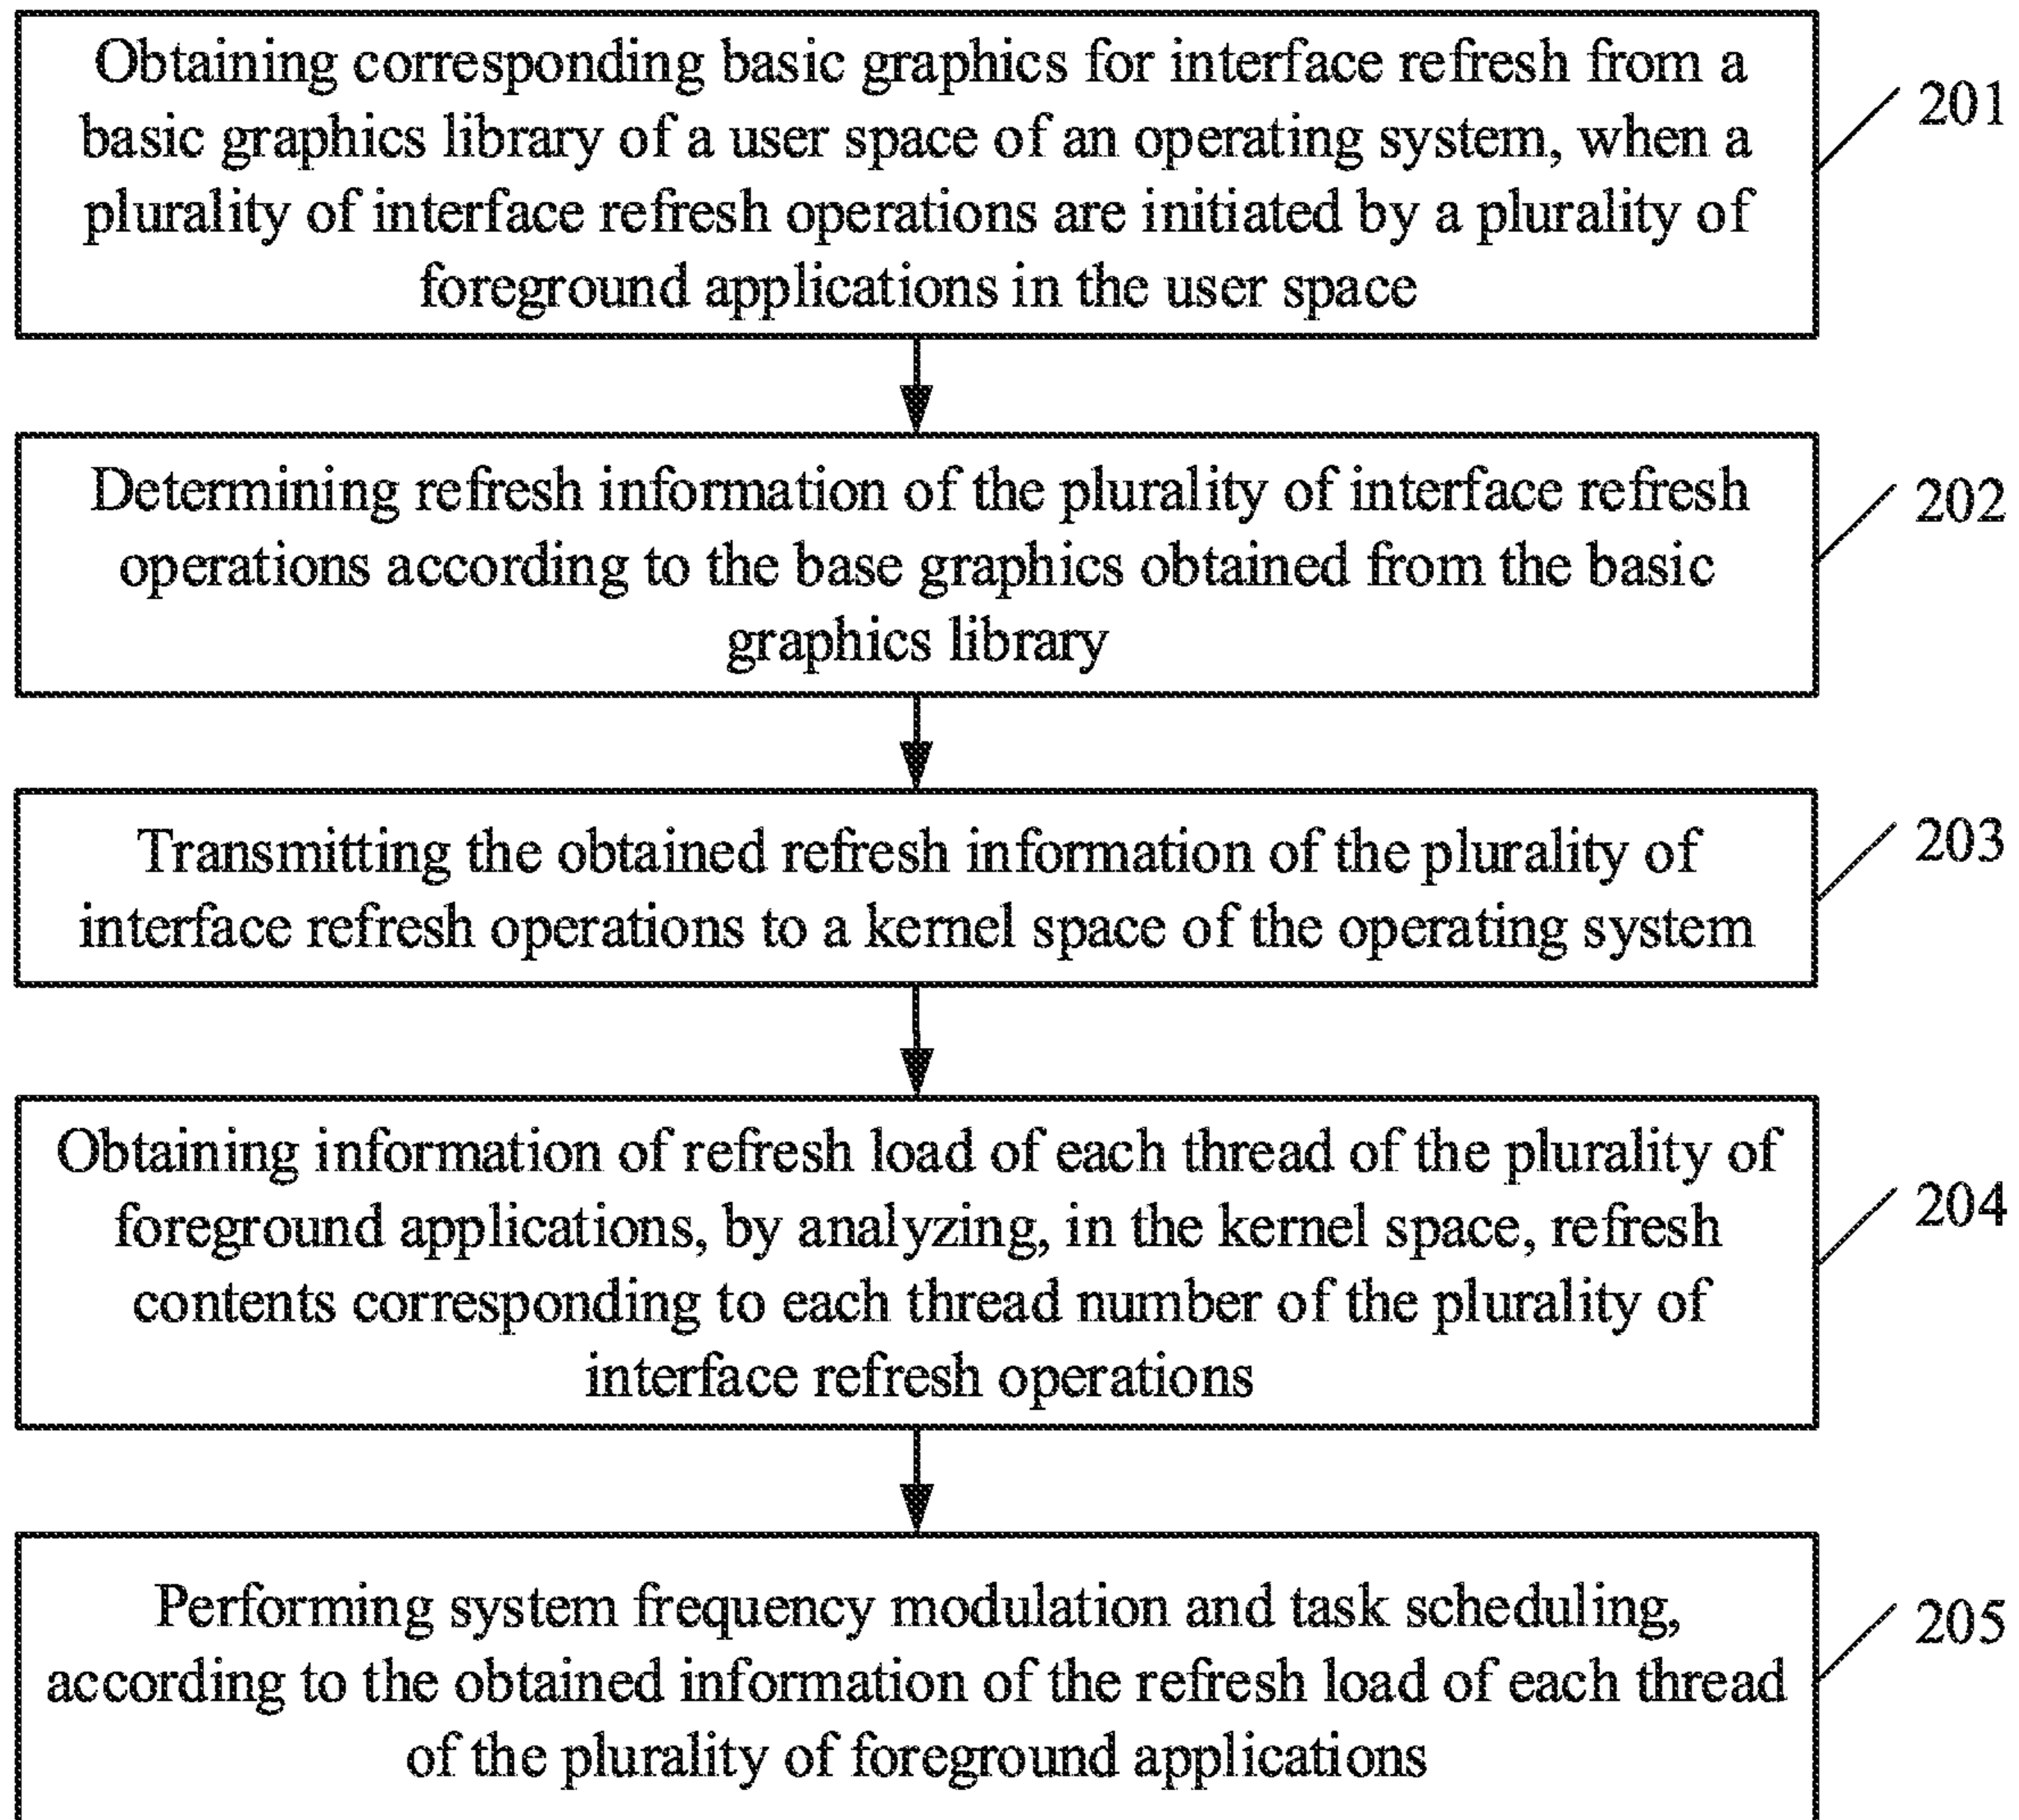 Obtaining corresponding basic graphics for interface refresh from a
basic graphics library of a user space of an operating system, when a
plurality of interface refresh operations are initiated by a plurality of
foreground applications in the user space
201
Determining refresh information of the plurality of interface refresh
operations according to the base graphics obtained from the basic
graphics library
202
Transmitting the obtained refresh information of the plurality of
interface refresh operations to a kernel space of the operating system
203
Obtaining information of refresh load of each thread of the plurality of
foreground applications, by analyzing, in the kernel space, refresh
contents corresponding to each thread number of the plurality of
interface refresh operations
204
Performing system frequency modulation and task scheduling,
according to the obtained information of the refresh load of each thread
of the plurality of foreground applications
205